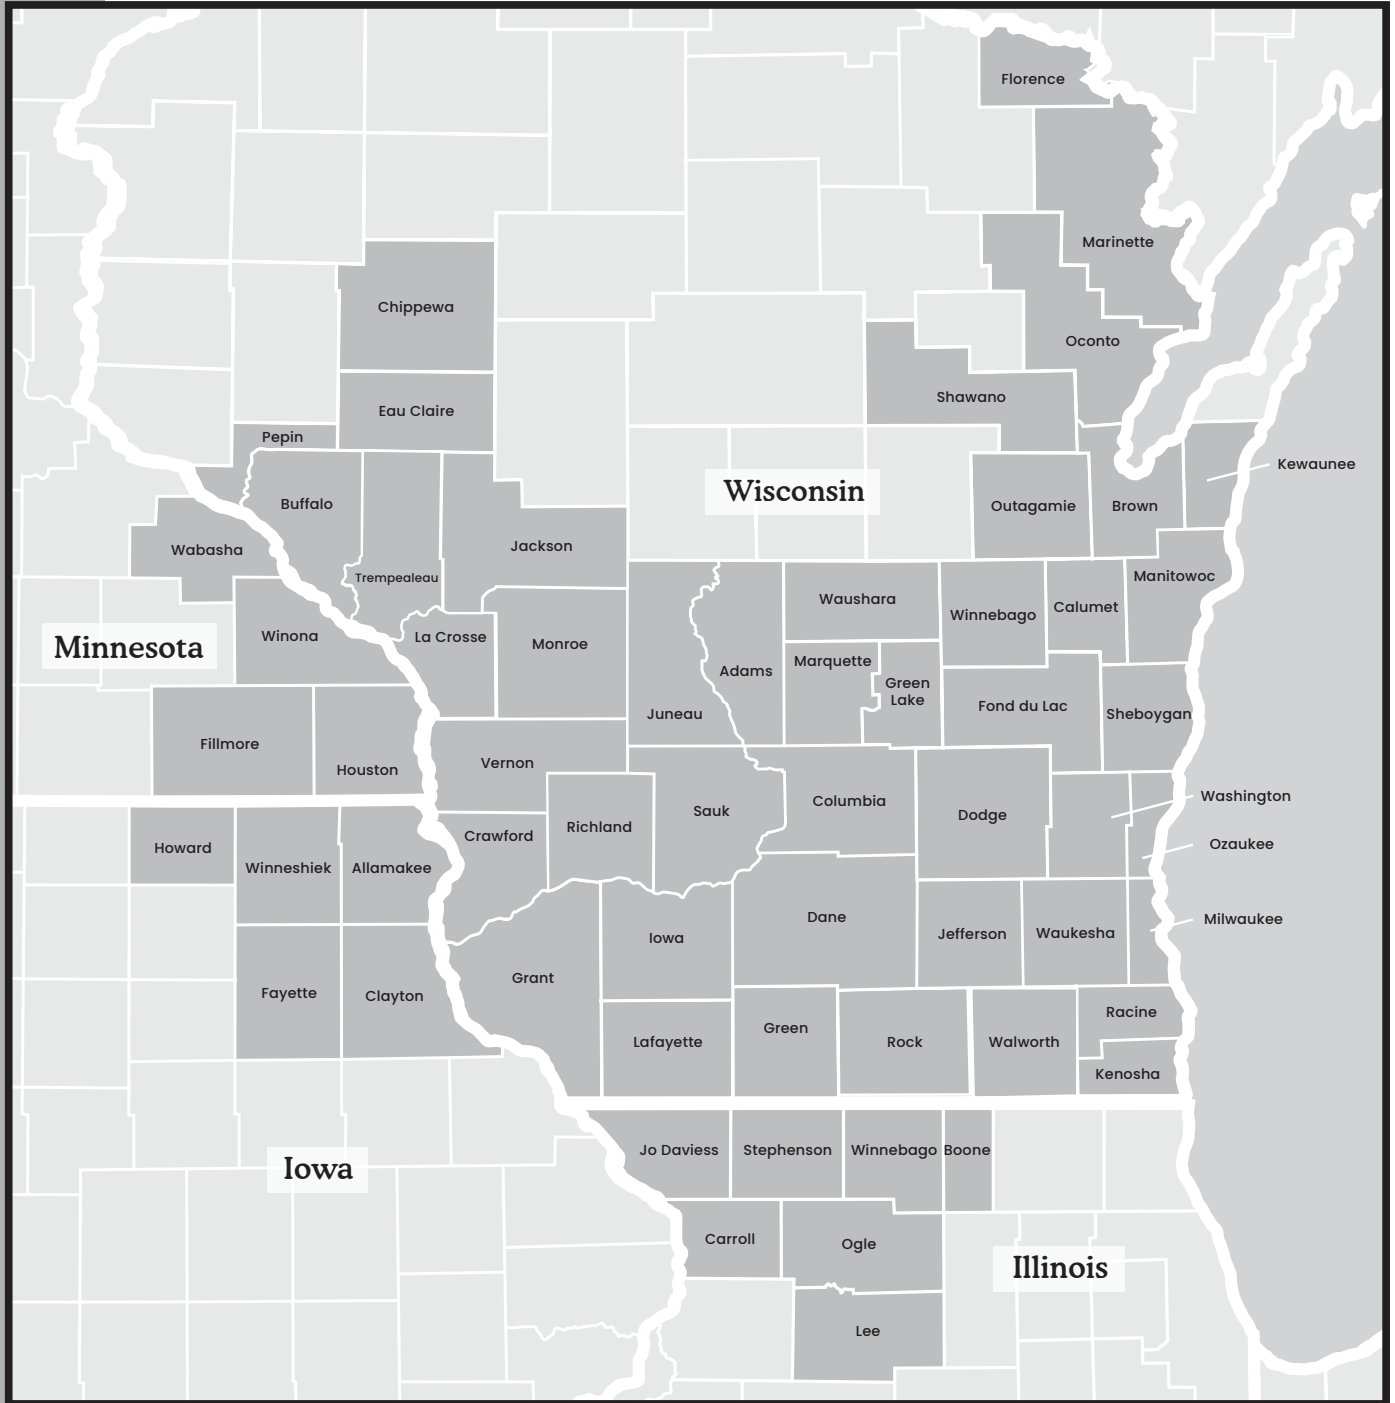 Florence
Marinette
Chippewa
Oconto
Shawano
Eau Claire
Pepin
Kewaunee
Wisconsin
Buffalo
Outagamie
Brown
Wabasha
Jackson
Trempealeau
Manitowoc
Waushara
Calumet
Winnebago
Minnesota
Winona
La Crosse
Monroe
Marquette
Adams
Green
Lake
Juneau
Fond du Lac
Sheboygan
Fillmore
Houston
Vernon
Washington
Columbia
Sauk
Dodge
Richland
Crawford
Ozaukee
Howard
Winneshiek
Allamakee
Dane
Milwaukee
Iowa
Jefferson
Waukesha
Grant
Fayette
Clayton
Racine
Green
Lafayette
Rock
Walworth
Kenosha
Jo Daviess
Stephenson
Winnebago
Boone
Iowa
Carroll
Ogle
Illinois
Lee